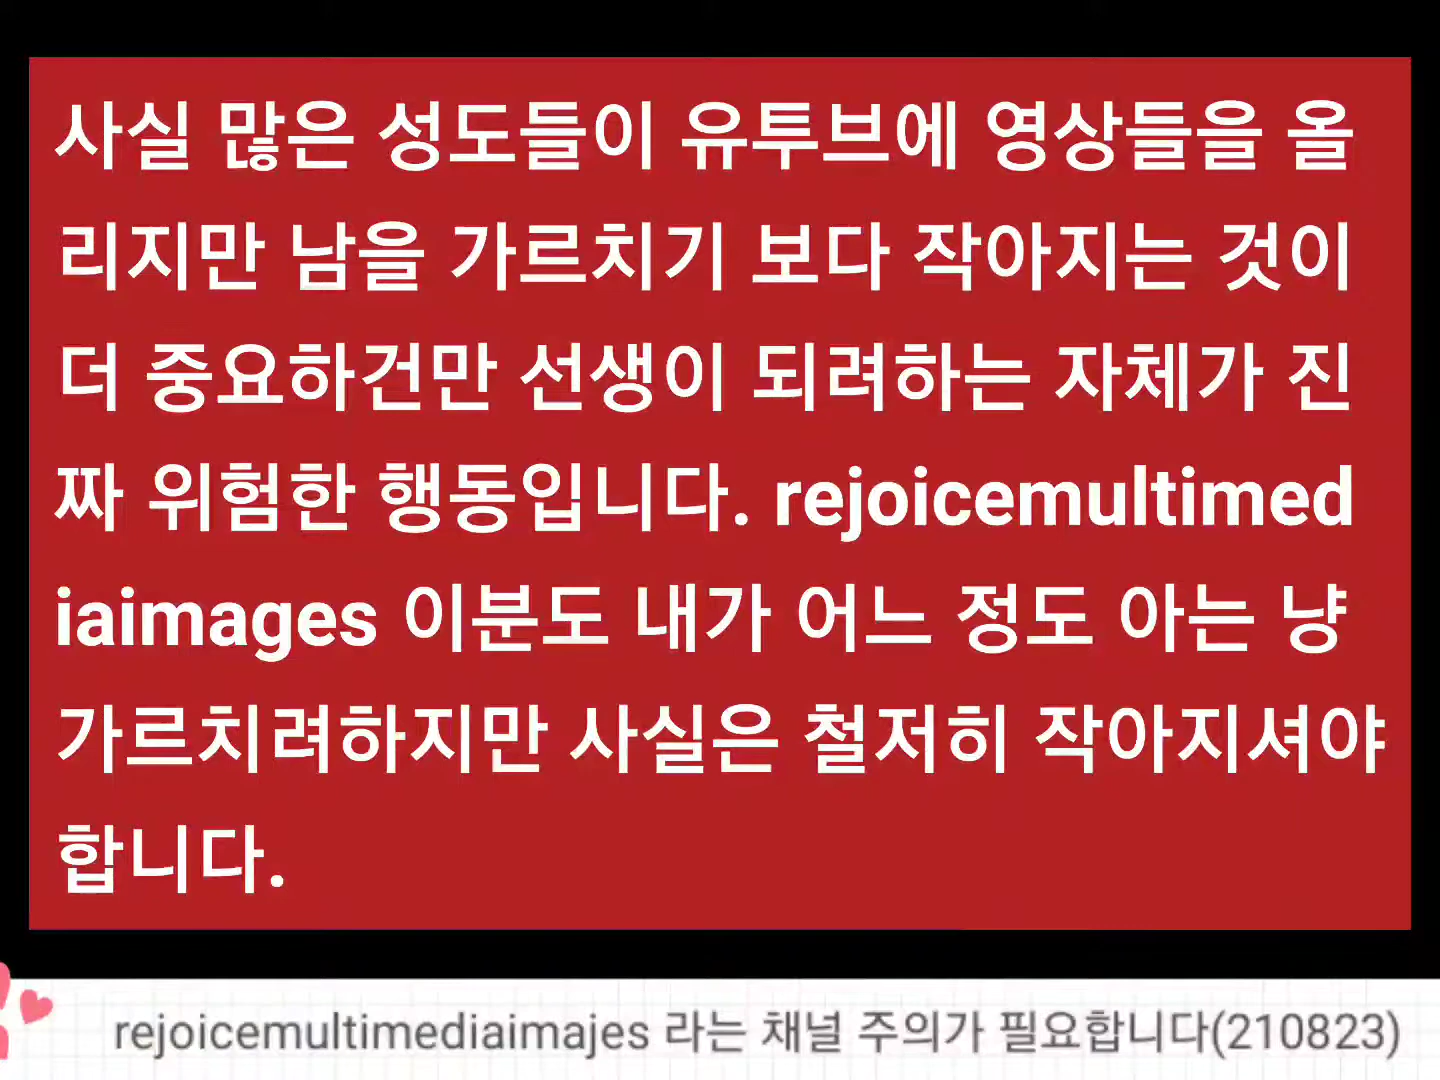 사실 많은 성도들이 유투브에 영상들을 올
리지만 남을 가르치기 보다 작아지는 것이
더 중요하건만 선생이 되려하는 자체가 진
짜 위험한 행동입니다. rejoicemultimed
iaimages 이분도 내가 어느 정도 아는 냥
가르치려하지만 사실은 철저히 작아지셔야
합니다.
rejoicemultimediaimajes 라는 채널 주의가 필요합니다(210823)